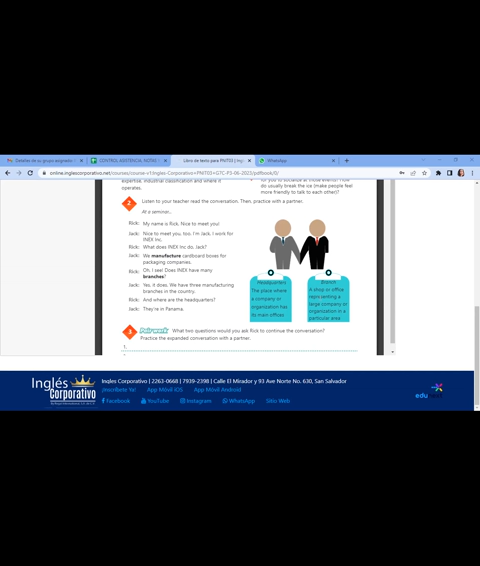 Detalles de su grupo asignado
CONTROL ASISTENCIA, NOTAS
Libro de texto para PNIT03 | Ingl
WhatsApp
online.inglescorporativo.net/courses/course-v1:Ingles-Corporativo+PNIT03+GTC-P3-06-2023/pdfbook/0/
expertise, industrial classification and where it
operates.
for you to socialize at those events? How
do usually break the ice (make people feel
more friendly to talk to each other)?
2 Listen to your teacher read the conversation. Then, practice with a partner.
At a seminar...
Rick: My name is Rick. Nice to meet you!
Jack: Nice to meet you, too. I'm Jack. I work for
INEX Inc.
Rick: What does INEX Inc do, Jack?
Jack: We manufacture cardboard boxes for
packaging companies.
Rick: Oh, I see! Does INEX have many
branches?
Jack: Yes, it does. We have three manufacturing
branches in the country.
Rick: And where are the headquarters?
Jack: They're in Panama.
Headquarters
The place where
a company or
organization has
its main offices
Branch
A shop or office
representing a
large company or
organization in a
particular area
3 Pair work What two questions would you ask Rick to continue the conversation?
Practice the expanded conversation with a partner.
1.
Inglés
Corporativo
Inglés Corporativo | 2263-0668 | 7939-2398 | Calle El Mirador y 93 Ave Norte No. 630, San Salvador
¡Inscríbete Ya! App Móvil iOS App Móvil Android
Facebook YouTube Instagram WhatsApp Sitio Web